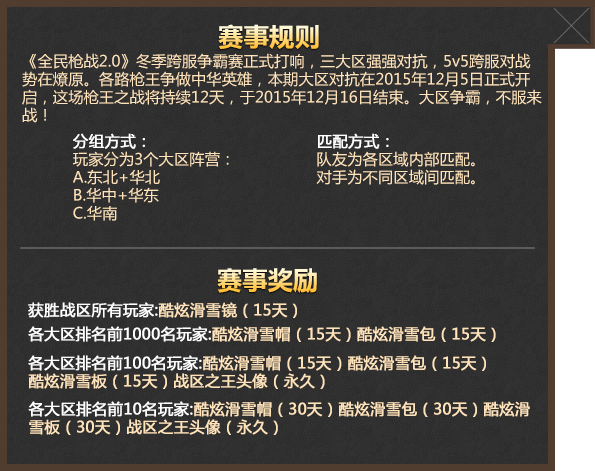 赛事规则
《全民枪战2.0》冬季跨服争霸赛正式打响，三大区强强对抗，5v5跨服对战
势在燎原。各路枪王争做中华英雄，本期大区对抗在2015年12月5日正式开
启，这场枪王之战将持续12天，于2015年12月16日结束。大区争霸，不服来
战！
分组方式：
玩家分为3个大区阵营：
A.东北+华北
B.华中+华东
C.华南
匹配方式：
队友为各区域内部匹配。
对手为不同区域间匹配。
赛事奖励
获胜战区所有玩家:酷炫滑雪镜（15天）
各大区排名前1000名玩家:酷炫滑雪帽（15天）酷炫滑雪包（15天）
各大区排名前100名玩家:酷炫滑雪帽（15天）酷炫滑雪包（15天）
酷炫滑雪板（15天）战区之王头像（永久）
各大区排名前10名玩家:酷炫滑雪帽（30天）酷炫滑雪包（30天）酷炫滑
雪板（30天）战区之王头像（永久）